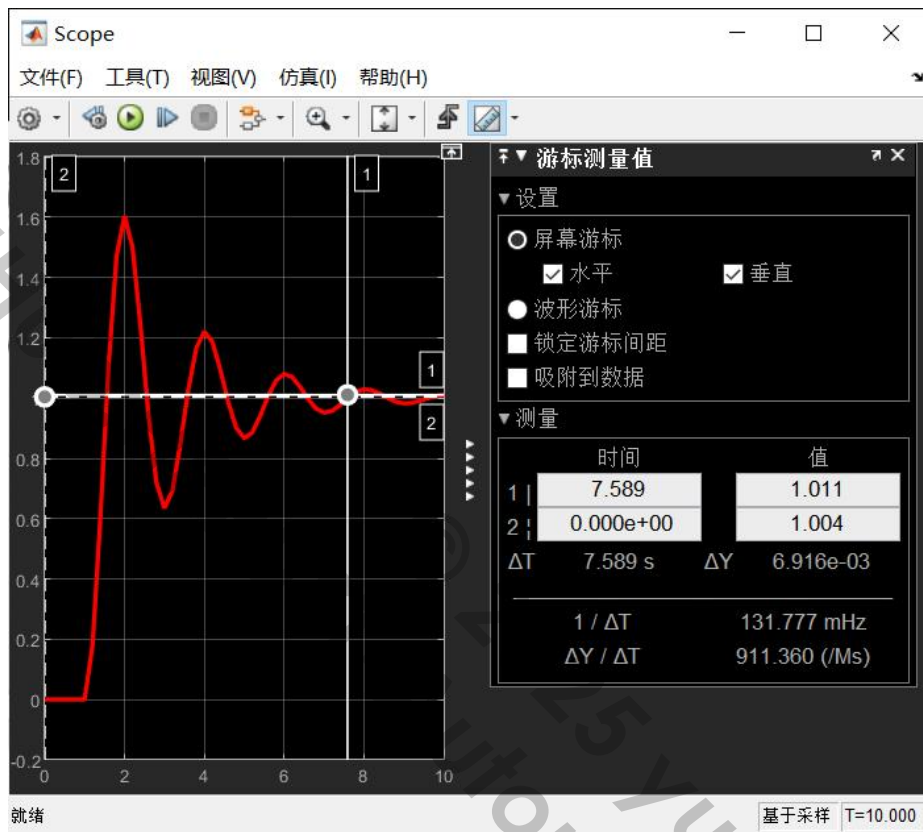 Scope
文件(F) 工具(T) 视图(V) 仿真(I) 帮助(H)
游标测量值
设置
屏幕游标
水平 垂直
波形游标
锁定游标间距
吸附到数据
测量
时间 值
1 | 7.589 1.011
2 ¦ 0.000e+00 1.004
ΔT 7.589 s ΔY 6.916e-03
1 / ΔT 131.777 mHz
ΔY / ΔT 911.360 (/Ms)
1.8
1.6
1.4
1.2
0.8
0.6
0.4
0.2
0
-0.2
0 2 4 6 8 10
2 1
1
2
就绪 基于采样 T=10.000